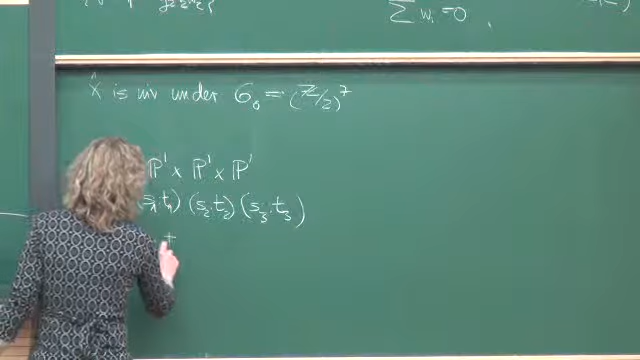 ∑ wᵢ = 0
X̂ is inv under G₀ = (ℤ/2)⁷
ℙ¹ × ℙ¹ × ℙ¹
s₁:t₁) (s₂:t₂) (s₃:t₃)
+